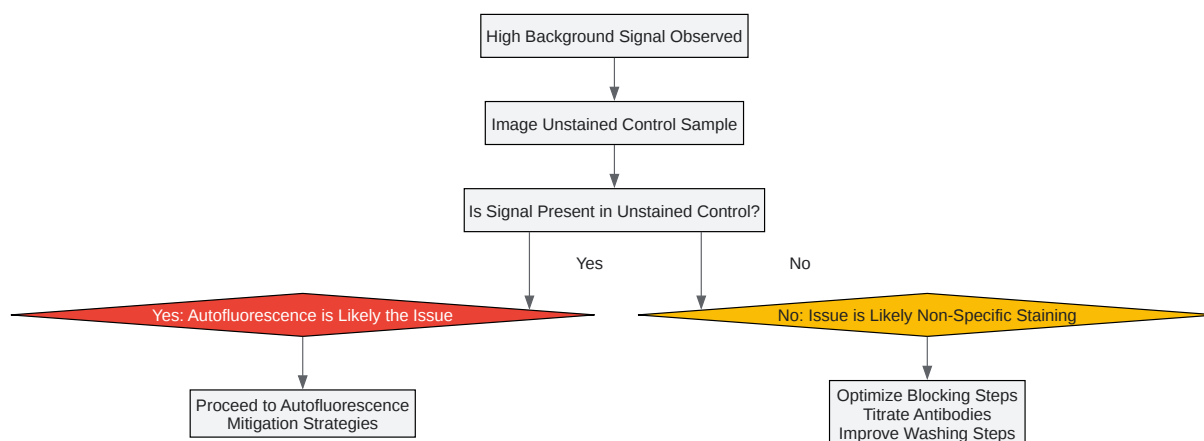 High Background Signal Observed
Image Unstained Control Sample
Is Signal Present in Unstained Control?
Yes
No
Yes: Autofluorescence is Likely the Issue
No: Issue is Likely Non-Specific Staining
Proceed to Autofluorescence
Mitigation Strategies
Optimize Blocking Steps
Titrate Antibodies
Improve Washing Steps